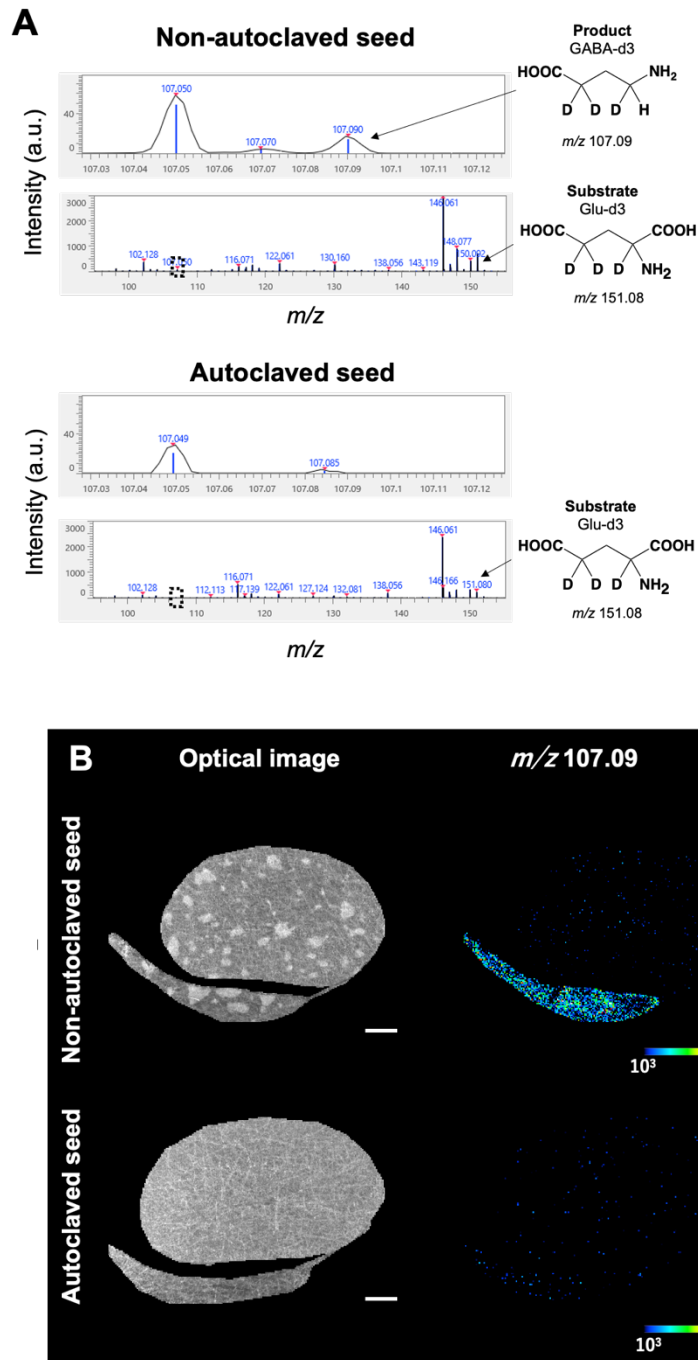 A
Non-autoclaved seed
Intensity (a.u.)
107.050
107.070
107.090
40
0
107.03 107.04 107.05 107.06 107.07 107.08 107.09 107.1 107.11 107.12
Product
GABA-d3
HOOC NH2
D D D H
m/z 107.09
3000
2000
1000
0
102.128
116.071
122.061
130.160
138.056
143.119
146.061
148.077
150.092
100 110 120 130 140 150
m/z
Substrate
Glu-d3
HOOC COOH
D D D NH2
m/z 151.08
Autoclaved seed
Intensity (a.u.)
107.049
107.085
40
0
107.03 107.04 107.05 107.06 107.07 107.08 107.09 107.1 107.11 107.12
3000
2000
1000
0
102.128
112.113
116.071
122.061
127.124
132.081
138.056
146.061
146.166
151.080
100 110 120 130 140 150
m/z
Substrate
Glu-d3
HOOC COOH
D D D NH2
m/z 151.08
B
Optical image
m/z 107.09
Non-autoclaved seed
10³
Autoclaved seed
10³